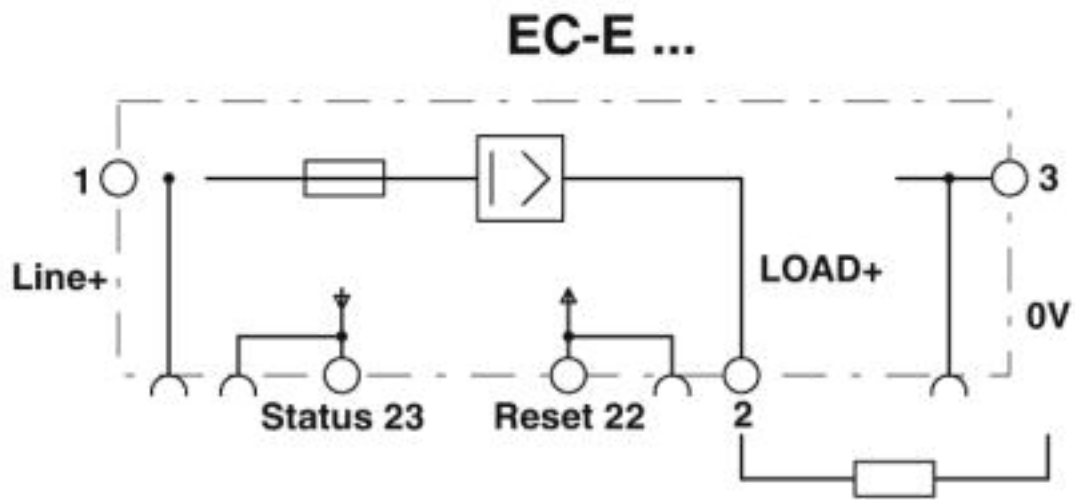 EC-E ...
1
3
Line+
LOAD+
0V
Status 23
Reset 22
2